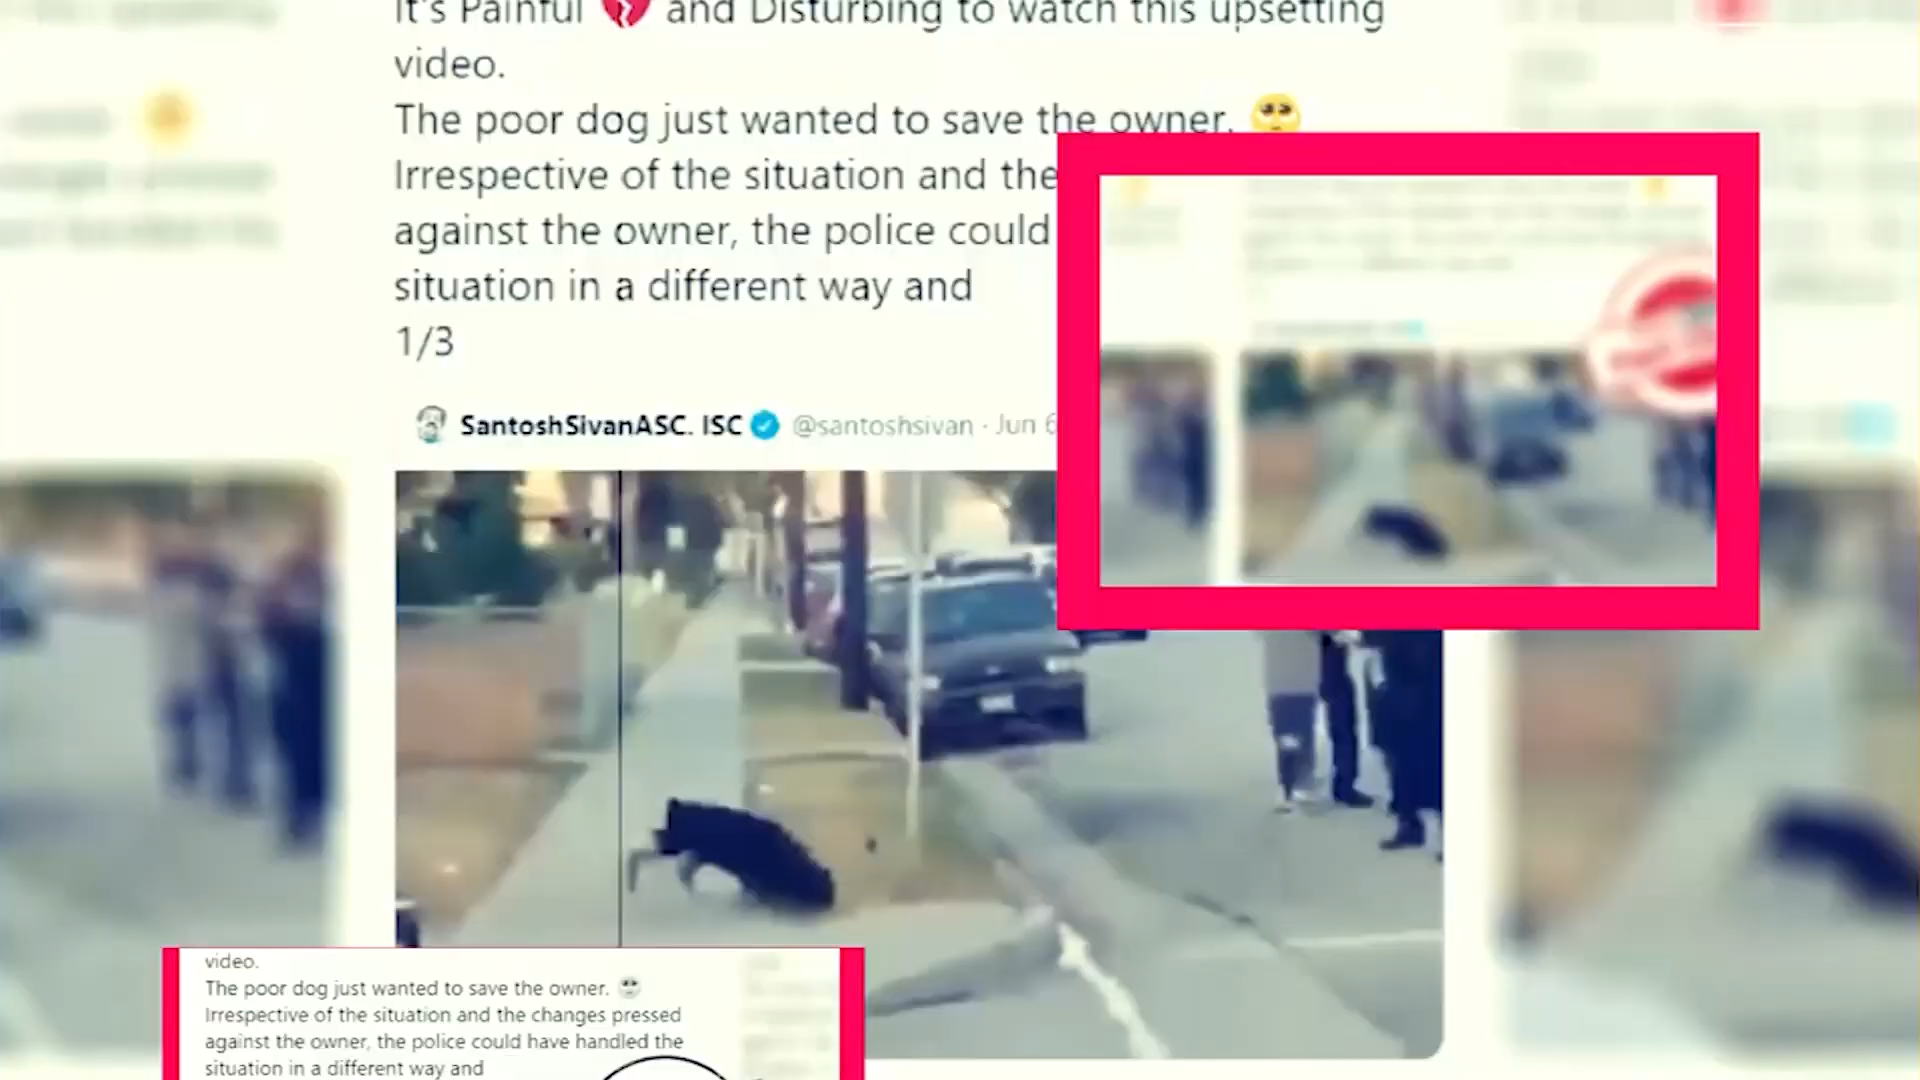 It's Painful 💔 and Disturbing to watch this upsetting
video.
The poor dog just wanted to save the owner. 🥺
Irrespective of the situation and the
against the owner, the police could
situation in a different way and
1/3
SantoshSivanASC. ISC @santoshsivan · Jun 6
video.
The poor dog just wanted to save the owner. 🥺
Irrespective of the situation and the changes pressed
against the owner, the police could have handled the
situation in a different way and